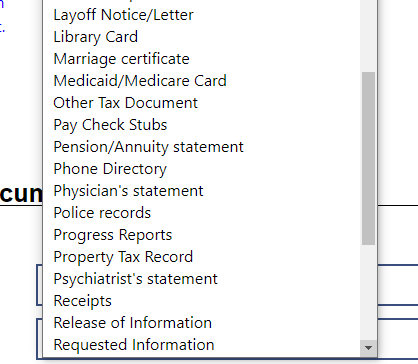 Layoff Notice/Letter
Library Card
Marriage certificate
Medicaid/Medicare Card
Other Tax Document
Pay Check Stubs
Pension/Annuity statement
Phone Directory
Physician's statement
cun
Police records
Progress Reports
Property Tax Record
Psychiatrist's statement
Receipts
Release of Information
Requested Information